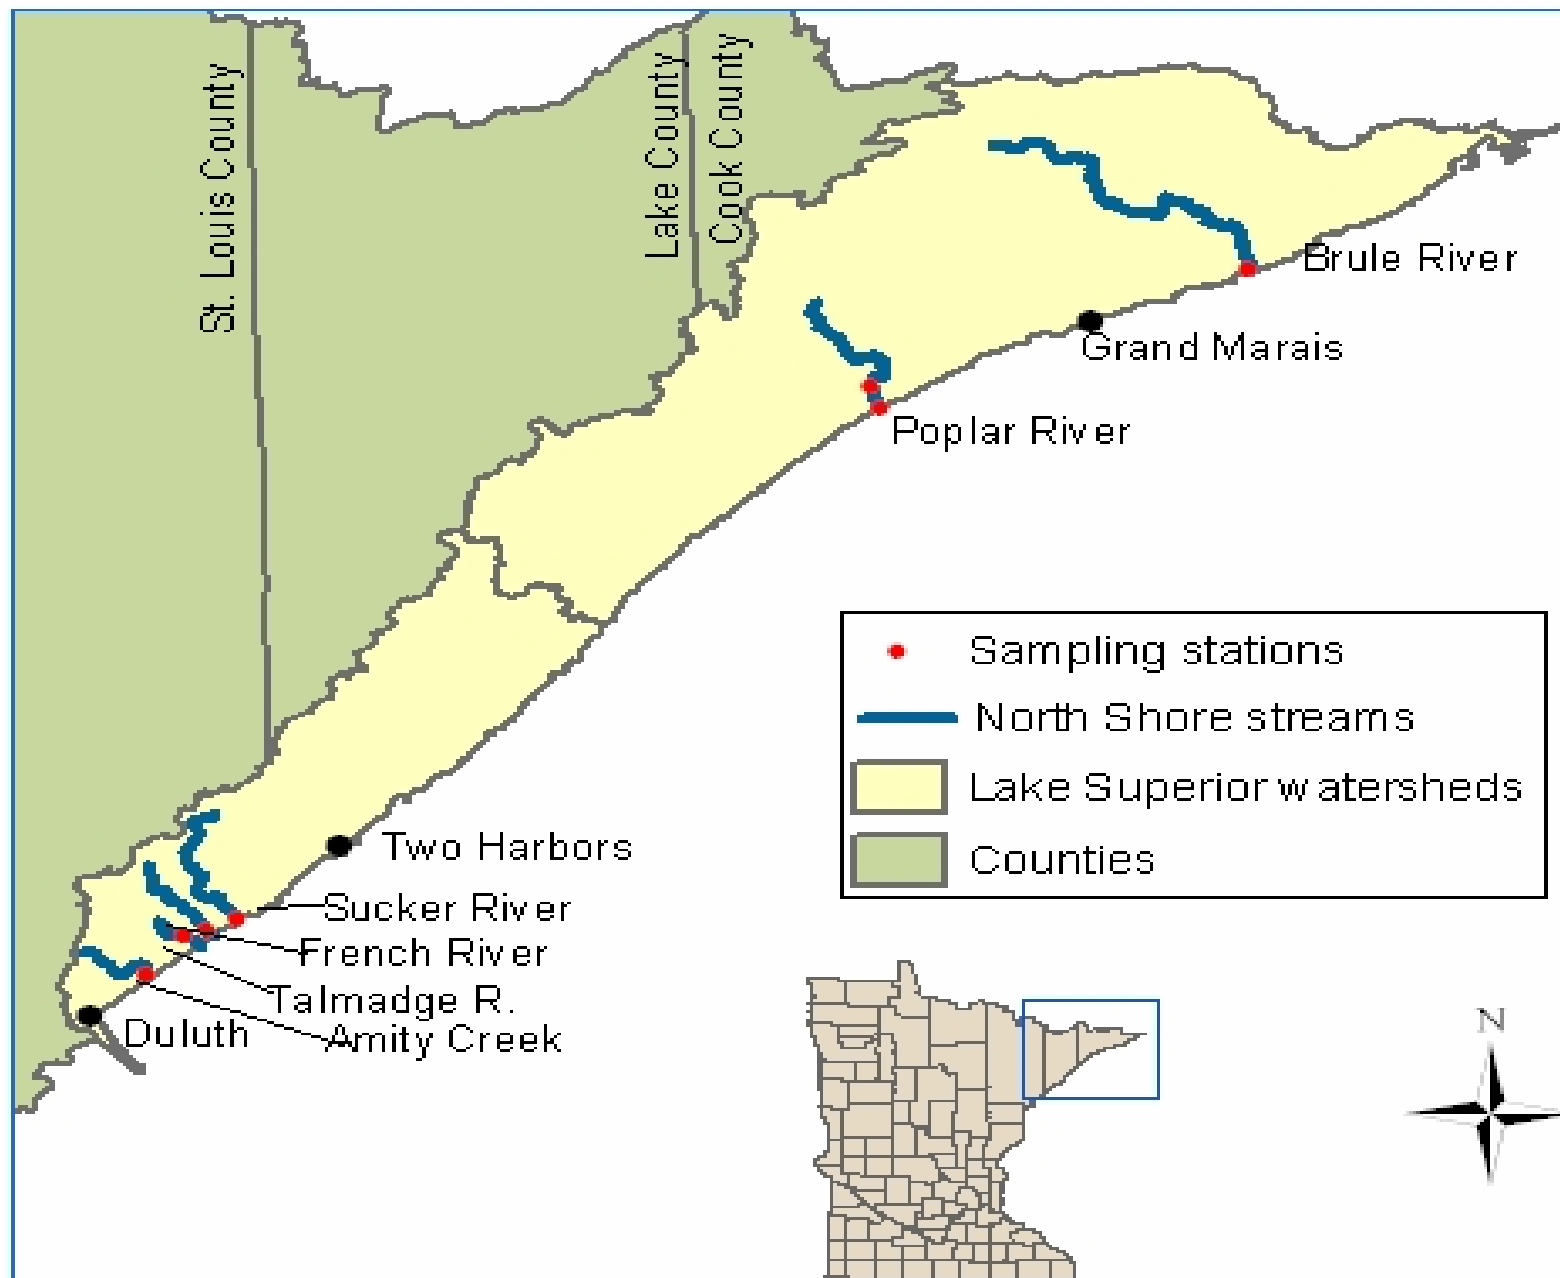 St. Louis County
Lake County
Cook County
Brule River
Grand Marais
Poplar River
Sampling stations
North Shore streams
Lake Superior watersheds
Counties
Two Harbors
Sucker River
French River
Talmadge R.
Amity Creek
Duluth
N